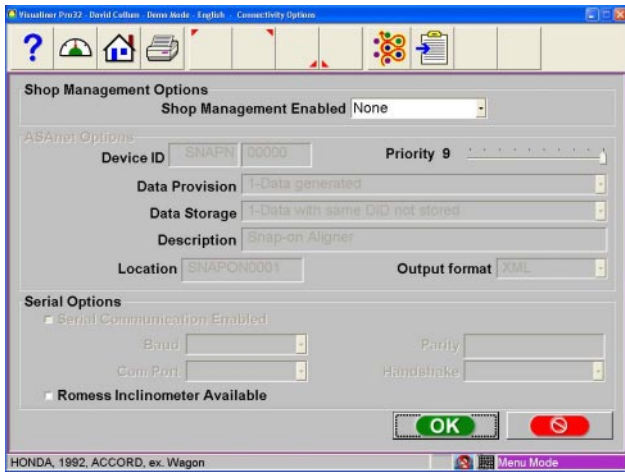 Visualiner Pro32 - David Cullum - Demo Mode - English - Connectivity Options
?
Shop Management Options
Shop Management Enabled None
ASAnet Options
Device ID SNAPN 00000 Priority 9
Data Provision 1-Data generated
Data Storage 1-Data with same DID not stored
Description Snap-on Aligner
Location SNAPON0001 Output format XML
Serial Options
Serial Communication Enabled
Baud Parity
Com Port Handshake
Romess Inclinometer Available
OK
HONDA, 1992, ACCORD, ex. Wagon Menu Mode